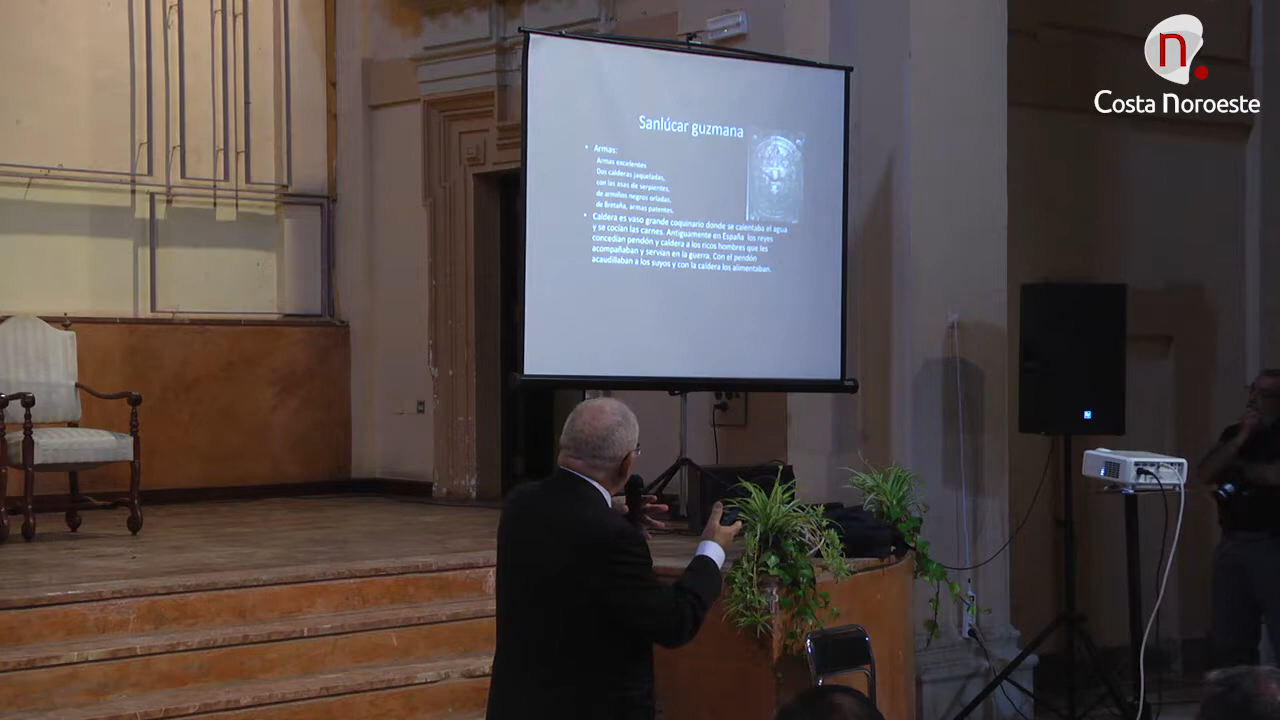 n
Costa Noroeste
Sanlúcar guzmana
• Armas:
Armas excelentes
Dos calderas jaqueladas,
con las asas de serpientes,
de armiños negros orladas,
de Bretaña, armas patentes,
• Caldera es vaso grande coquinario donde se calentaba el agua
y se cocían las carnes. Antiguamente en España los reyes
concedían pendón y caldera a los ricos hombres que les
acompañaban y servían en la guerra. Con el pendón
acaudillaban a los suyos y con la caldera los alimentaban.